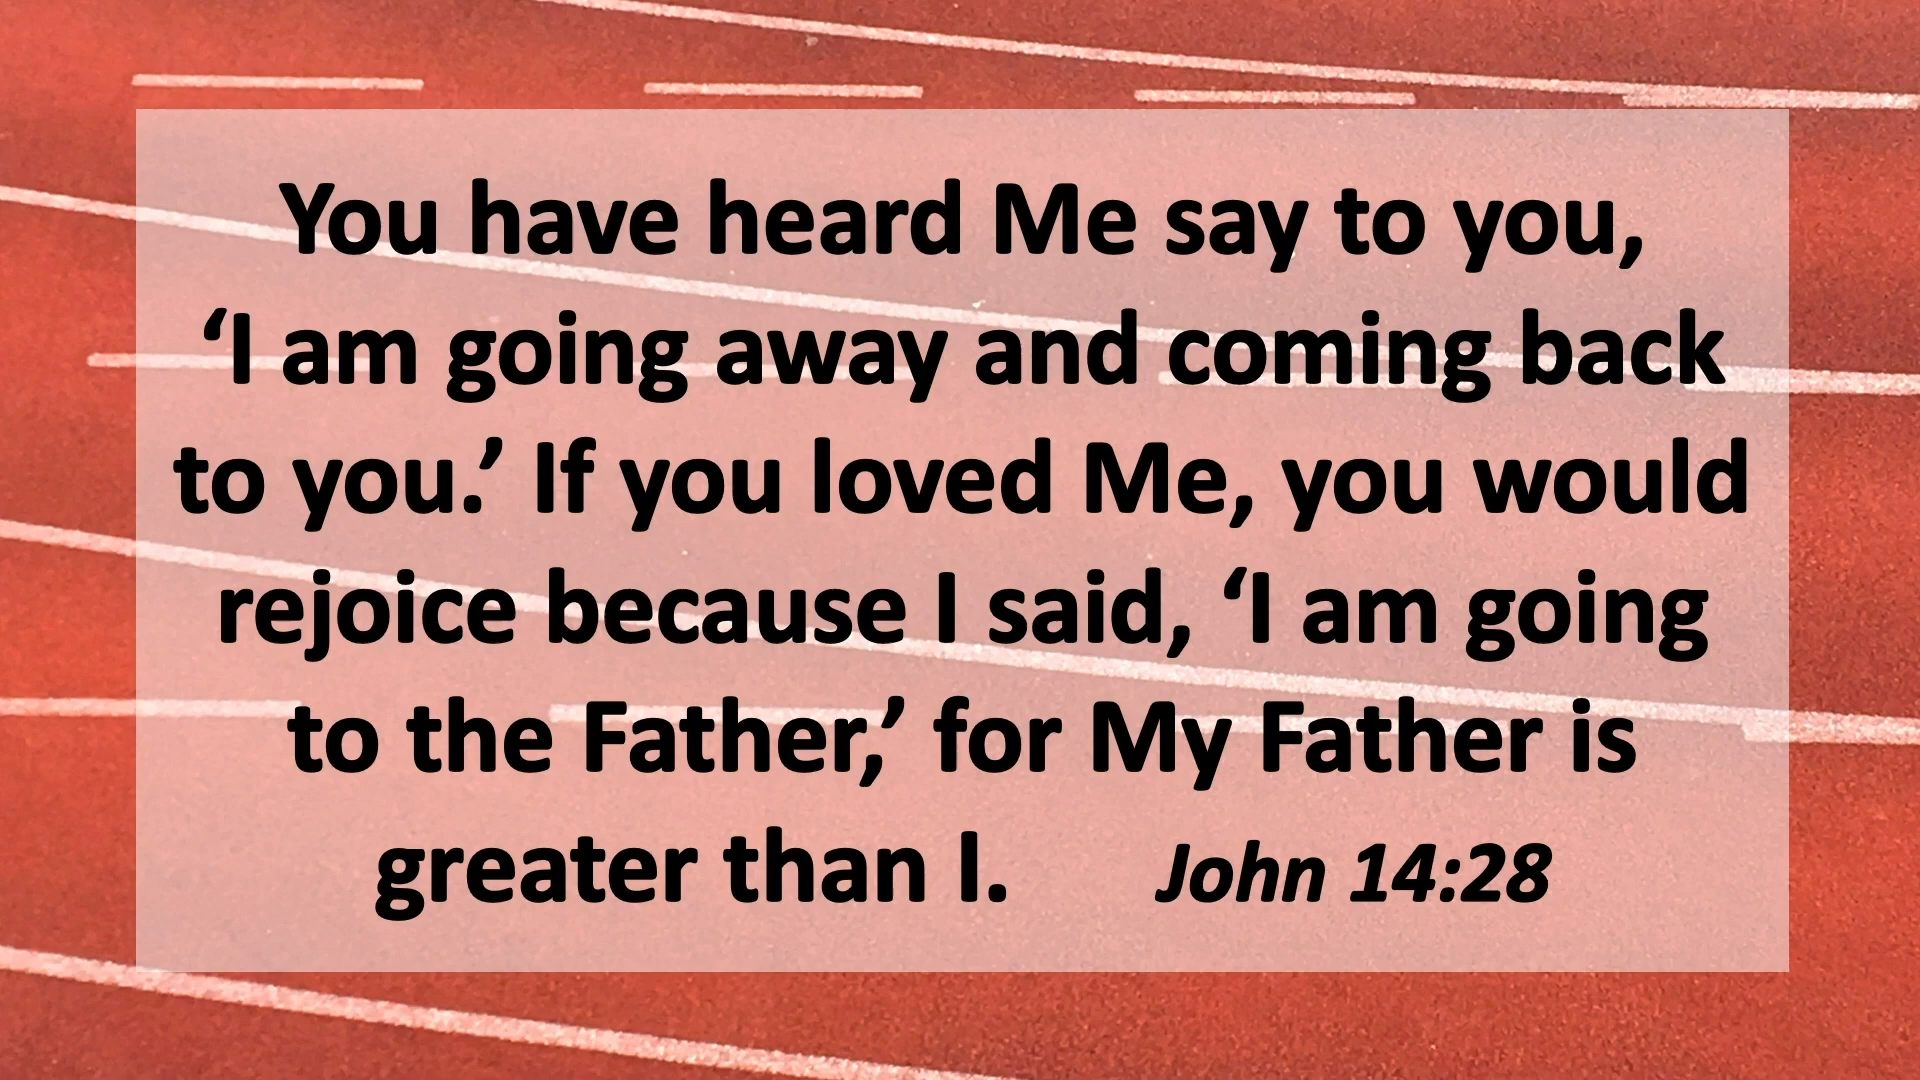 You have heard Me say to you,
‘I am going away and coming back
to you.’ If you loved Me, you would
rejoice because I said, ‘I am going
to the Father,’ for My Father is
greater than I. John 14:28